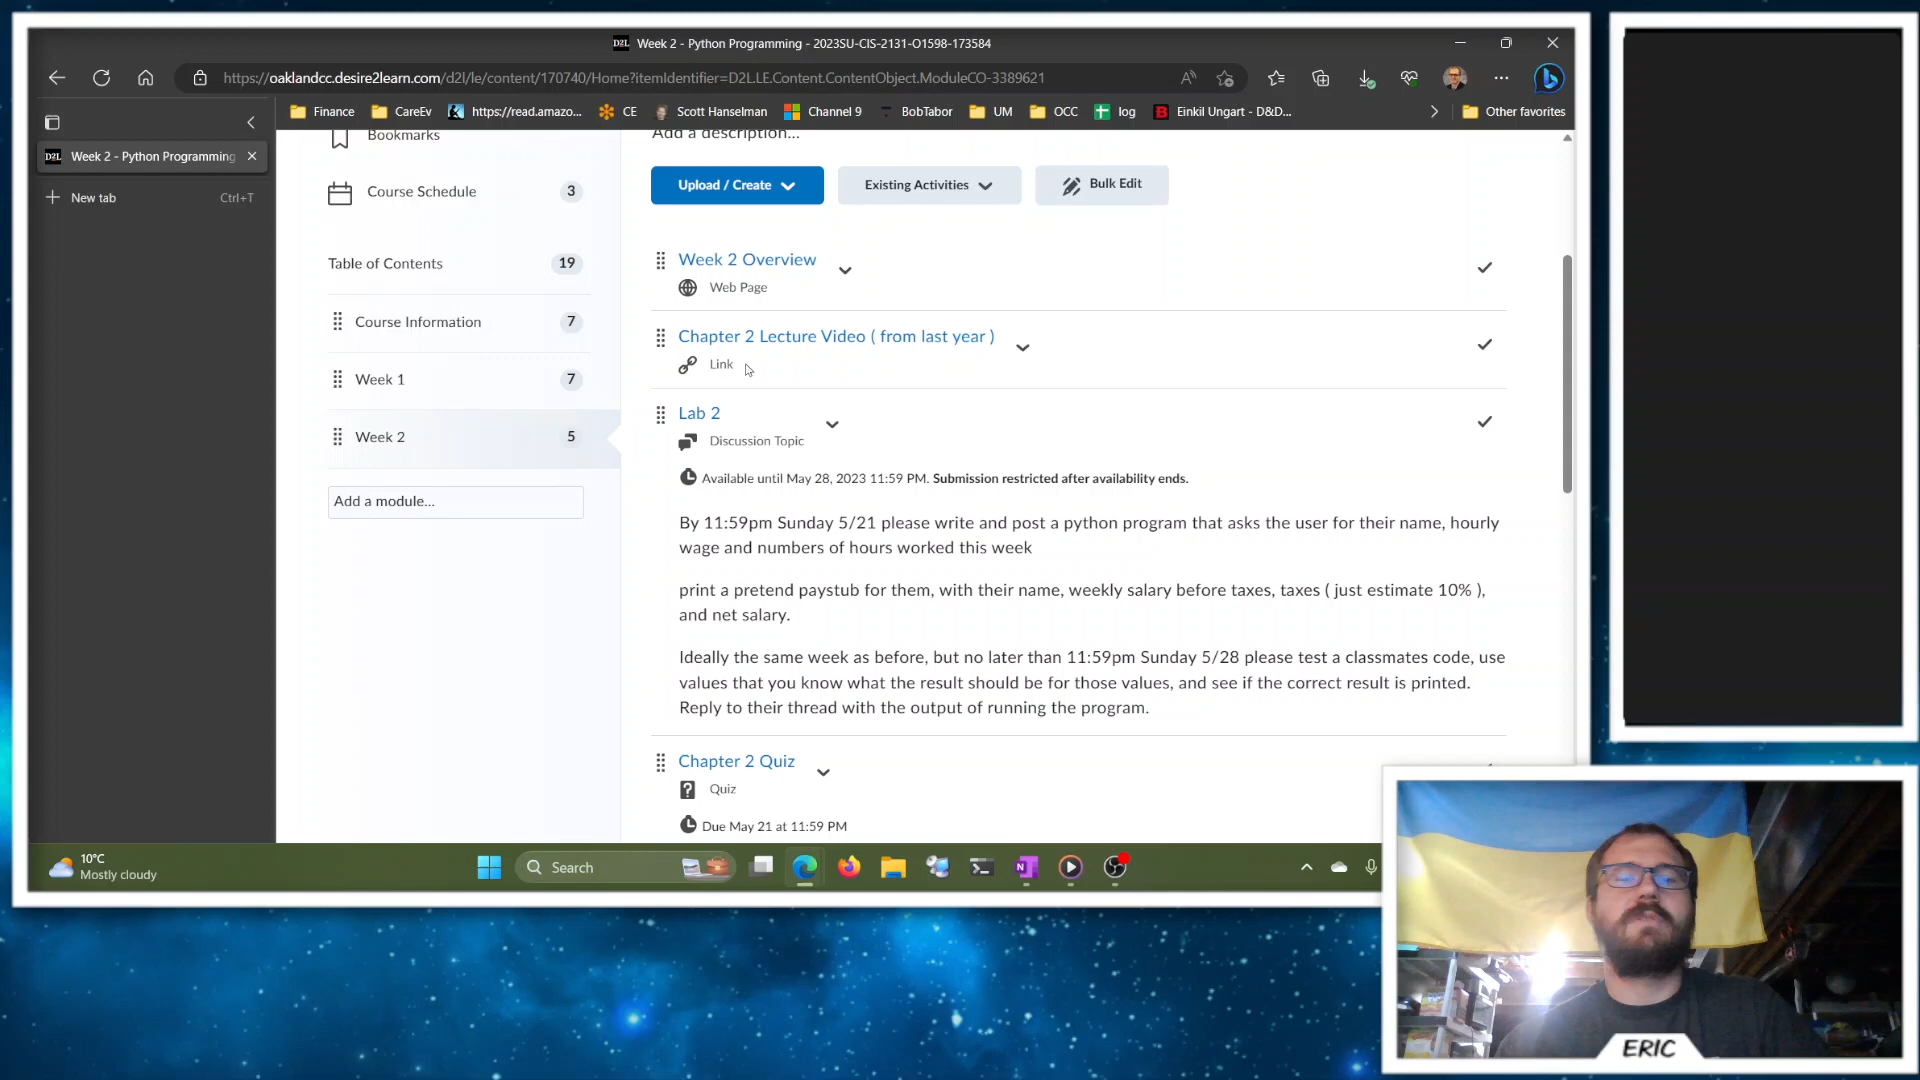 D2L Week 2 - Python Programming - 2023SU-CIS-2131-O1598-173584
https://oaklandcc.desire2learn.com/d2l/le/content/170740/Home?itemIdentifier=D2L.LE.Content.ContentObject.ModuleCO-3389621
Finance CareEv https://read.amazo... CE Scott Hanselman Channel 9 BobTabor UM OCC log Einkil Ungart - D&D... Other favorites
D2L Week 2 - Python Programming
New tab Ctrl+T
Bookmarks
Course Schedule 3
Table of Contents 19
Course Information 7
Week 1 7
Week 2 5
Add a module...
Add a description...
Upload / Create Existing Activities Bulk Edit
Week 2 Overview
Web Page
Chapter 2 Lecture Video ( from last year )
Link
Lab 2
Discussion Topic
Available until May 28, 2023 11:59 PM. Submission restricted after availability ends.
By 11:59pm Sunday 5/21 please write and post a python program that asks the user for their name, hourly
wage and numbers of hours worked this week
print a pretend paystub for them, with their name, weekly salary before taxes, taxes ( just estimate 10% ),
and net salary.
Ideally the same week as before, but no later than 11:59pm Sunday 5/28 please test a classmates code, use
values that you know what the result should be for those values, and see if the correct result is printed.
Reply to their thread with the output of running the program.
Chapter 2 Quiz
Quiz
Due May 21 at 11:59 PM
10°C
Mostly cloudy
Search
ERIC